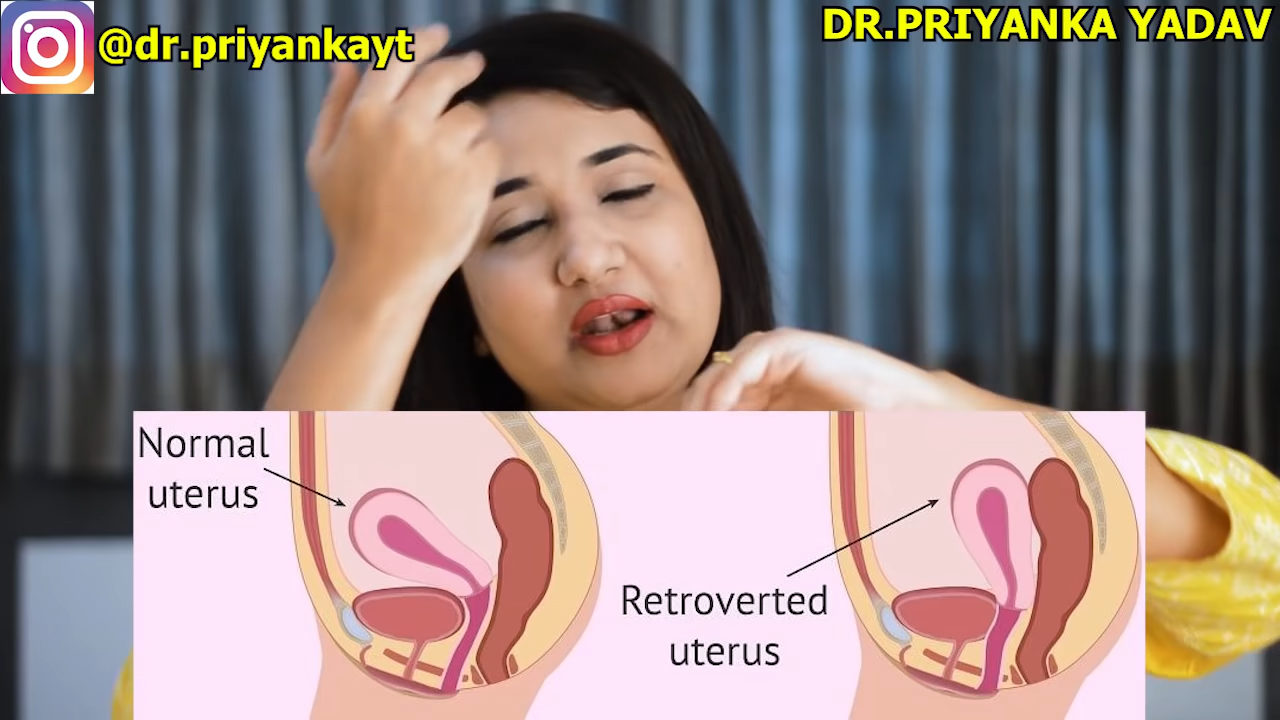 @dr.priyankayt
DR.PRIYANKA YADAV
Normal
uterus
Retroverted
uterus